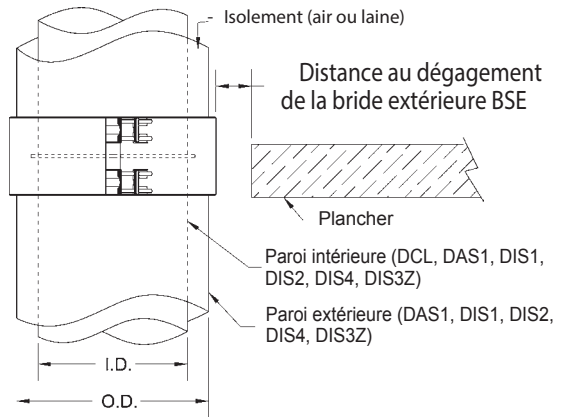 Isolement (air ou laine)
Distance au dégagement
de la bride extérieure BSE
Plancher
Paroi intérieure (DCL, DAS1, DIS1,
DIS2, DIS4, DIS3Z)
Paroi extérieure (DAS1, DIS1, DIS2,
DIS4, DIS3Z)
I.D.
O.D.